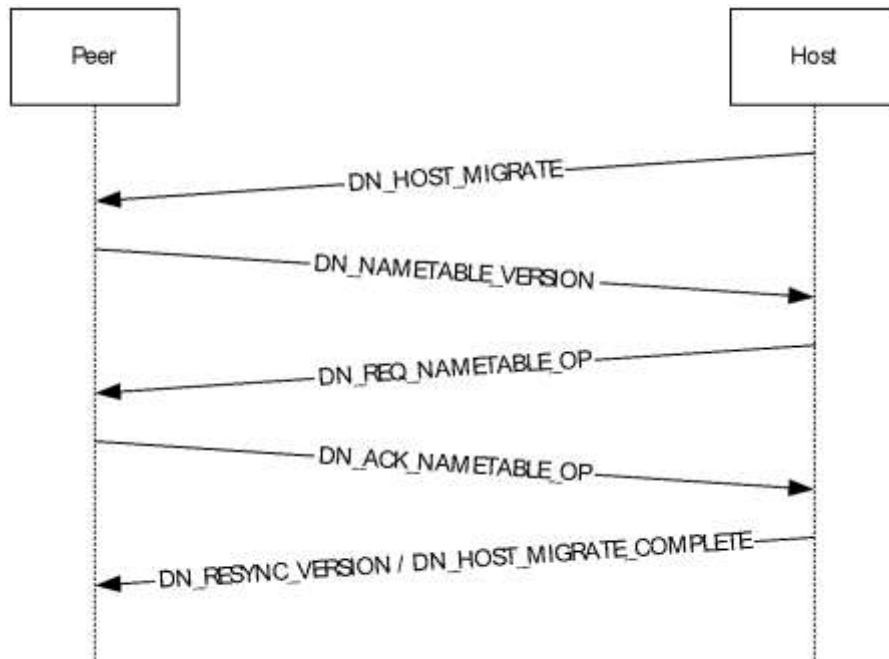 Peer
Host
DN_HOST_MIGRATE
DN_NAMETABLE_VERSION
DN_REQ_NAMETABLE_OP
DN_ACK_NAMETABLE_OP
DN_RESYNC_VERSION / DN_HOST_MIGRATE_COMPLETE